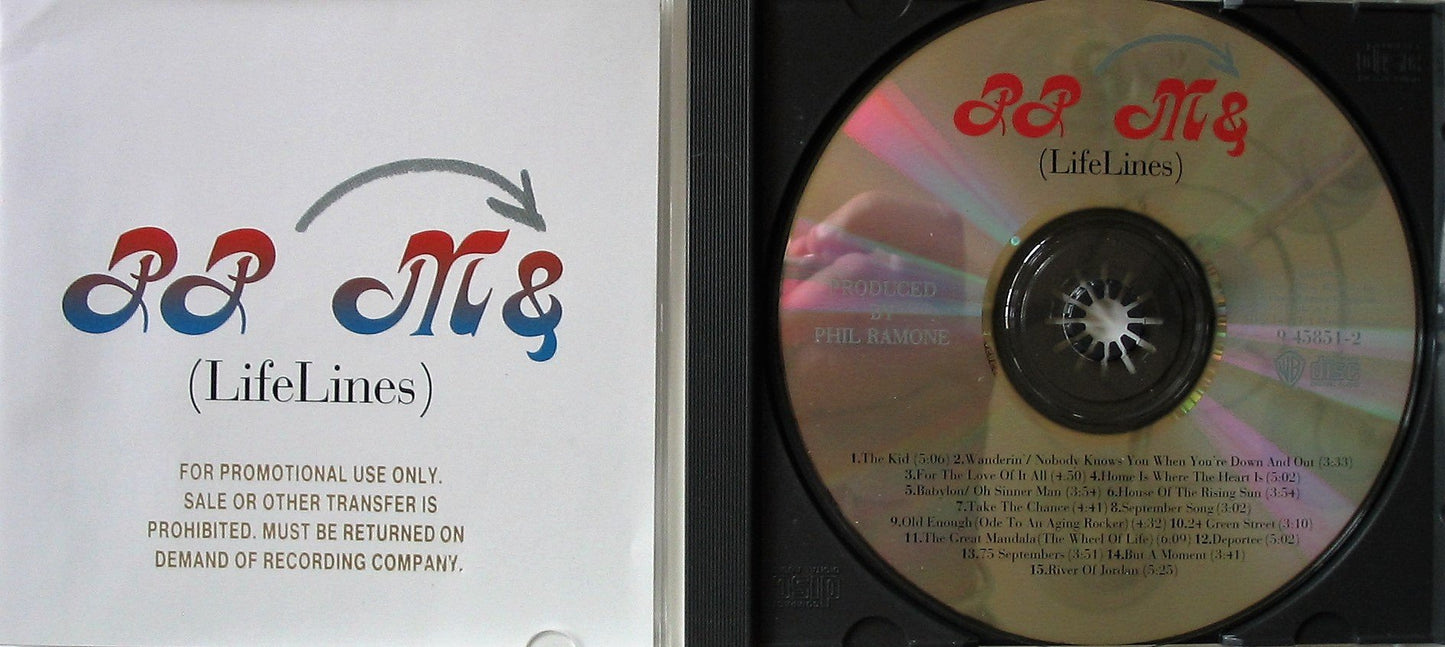 PP M&
(LifeLines)
FOR PROMOTIONAL USE ONLY.
SALE OR OTHER TRANSFER IS
PROHIBITED. MUST BE RETURNED ON
DEMAND OF RECORDING COMPANY.
PP M&
(LifeLines)
PRODUCED
BY
PHIL RAMONE
9 45851-2
WB disc
1.The Kid (5:06) 2.Wanderin'/ Nobody Knows You When You're Down And Out (3:33)
3.For The Love Of It All (4.50) 4.Home Is Where The Heart Is (5:02)
5.Babylon/ Oh Sinner Man (3:54) 6.House Of The Rising Sun (3:54)
7.Take The Chance (4:41) 8.September Song (3:02)
9.Old Enough (Ode To An Aging Rocker) (4:32) 10.24 Green Street (3:10)
11.The Great Mandala(The Wheel Of Life) (6:09) 12.Deportee (5:02)
13.75 Septembers (3:51) 14.But A Moment (3:41)
15.River Of Jordan (5:25)